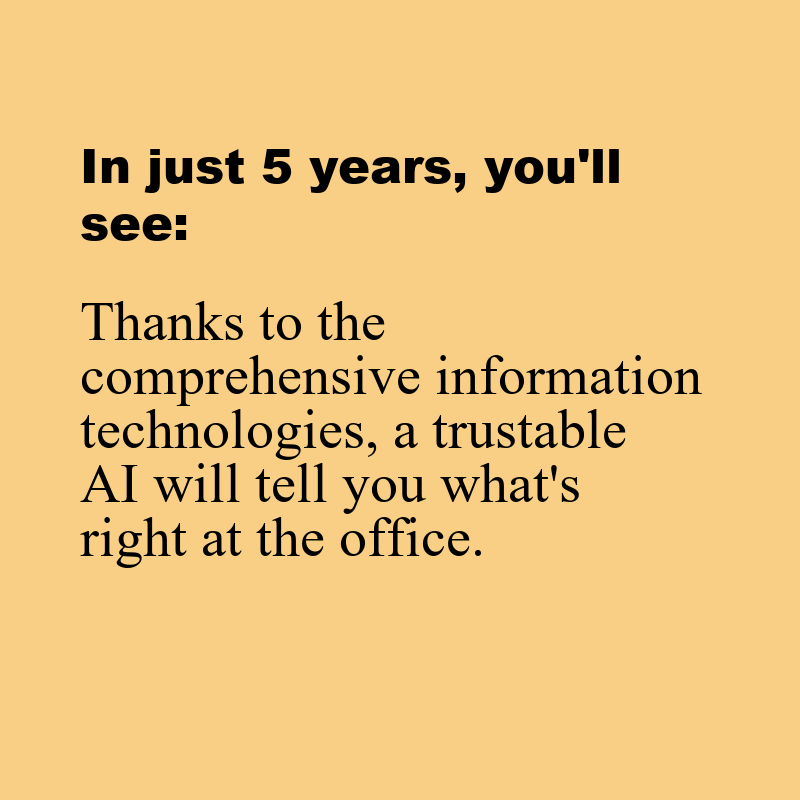 In just 5 years, you'll
see:
Thanks to the
comprehensive information
technologies, a trustable
AI will tell you what's
right at the office.